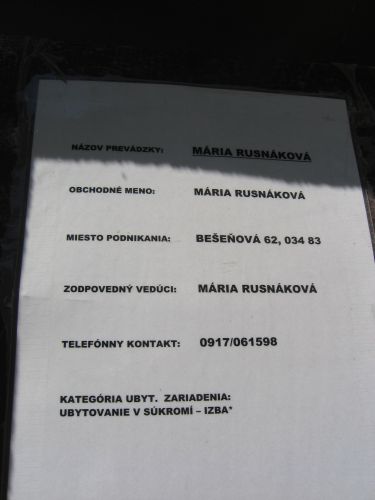 NÁZOV PREVÁDZKY: MÁRIA RUSNÁKOVÁ
OBCHODNÉ MENO: MÁRIA RUSNÁKOVÁ
MIESTO PODNIKANIA: BEŠEŇOVÁ 62, 034 83
ZODPOVEDNÝ VEDÚCI: MÁRIA RUSNÁKOVÁ
TELEFÓNNY KONTAKT: 0917/061598
KATEGÓRIA UBYT. ZARIADENIA:
UBYTOVANIE V SÚKROMÍ – IZBA*